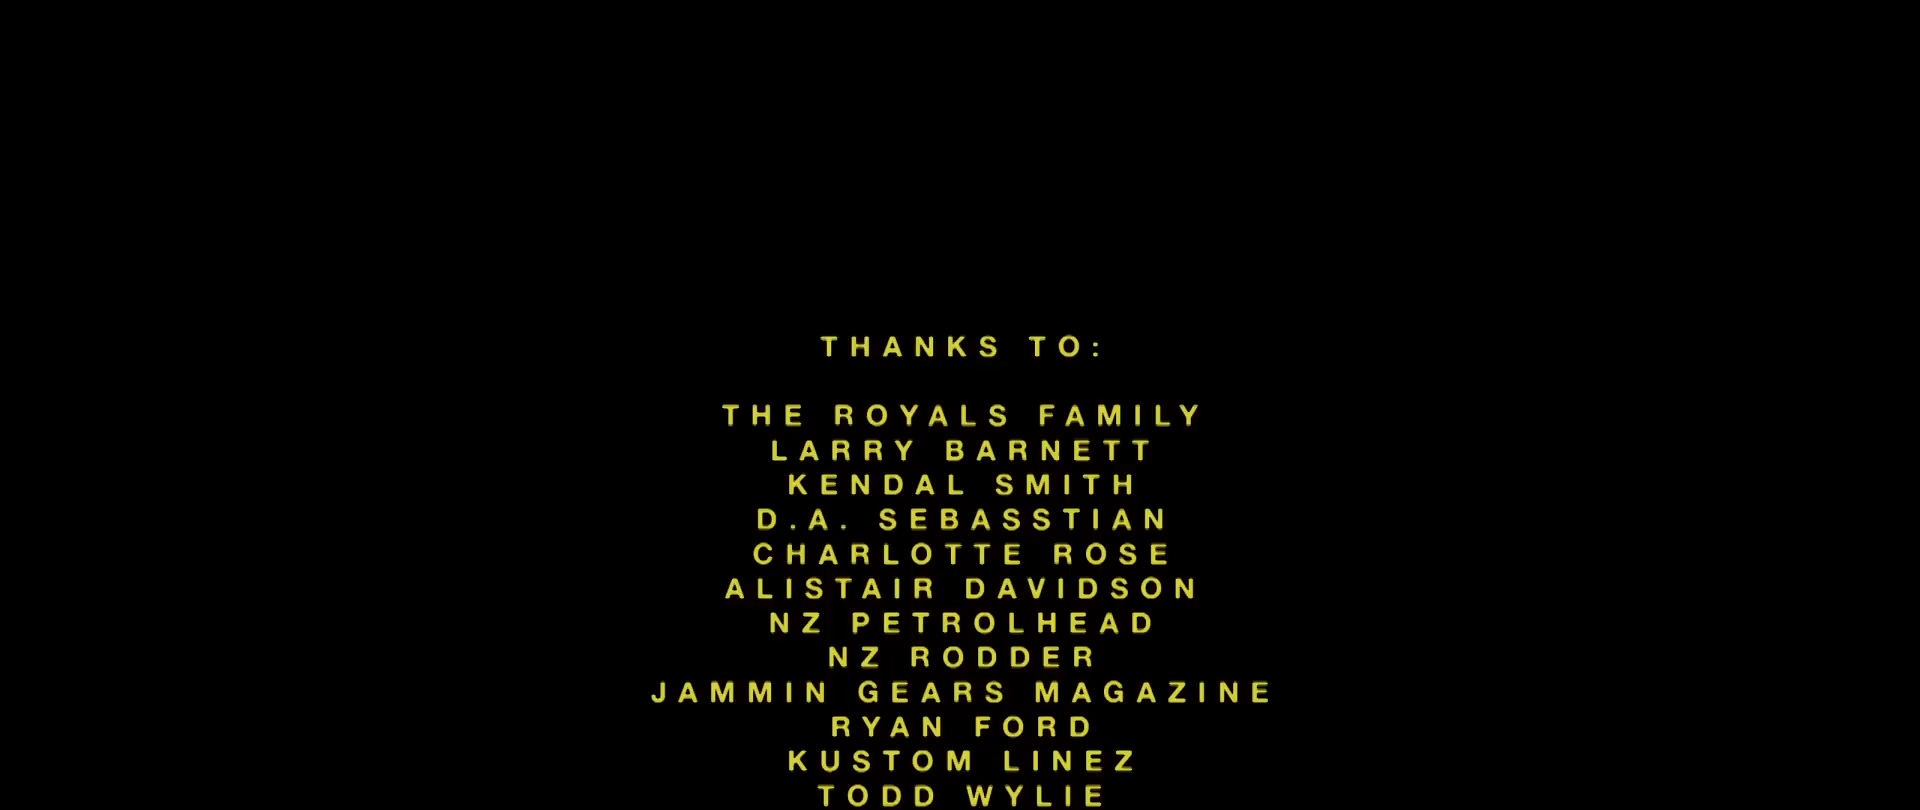 THANKS TO:
THE ROYALS FAMILY
LARRY BARNETT
KENDAL SMITH
D.A. SEBASSTIAN
CHARLOTTE ROSE
ALISTAIR DAVIDSON
NZ PETROLHEAD
NZ RODDER
JAMMIN GEARS MAGAZINE
RYAN FORD
KUSTOM LINEZ
TODD WYLIE